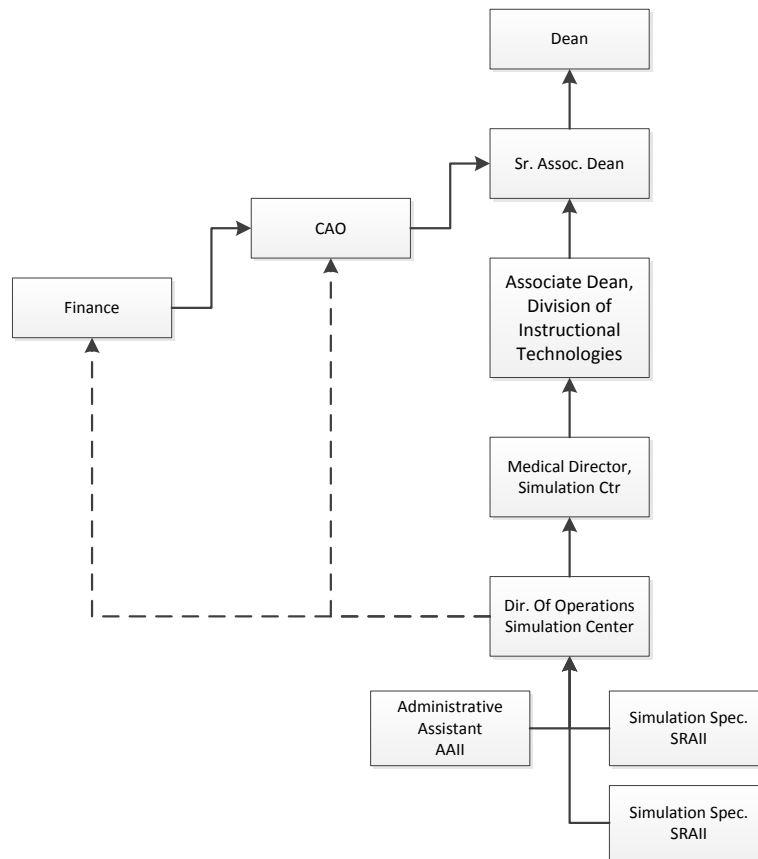 Dean
Sr. Assoc. Dean
CAO
Associate Dean,
Division of
Instructional
Technologies
Finance
Medical Director,
Simulation Ctr
Dir. Of Operations
Simulation Center
Administrative
Assistant
AAII
Simulation Spec.
SRAII
Simulation Spec.
SRAII